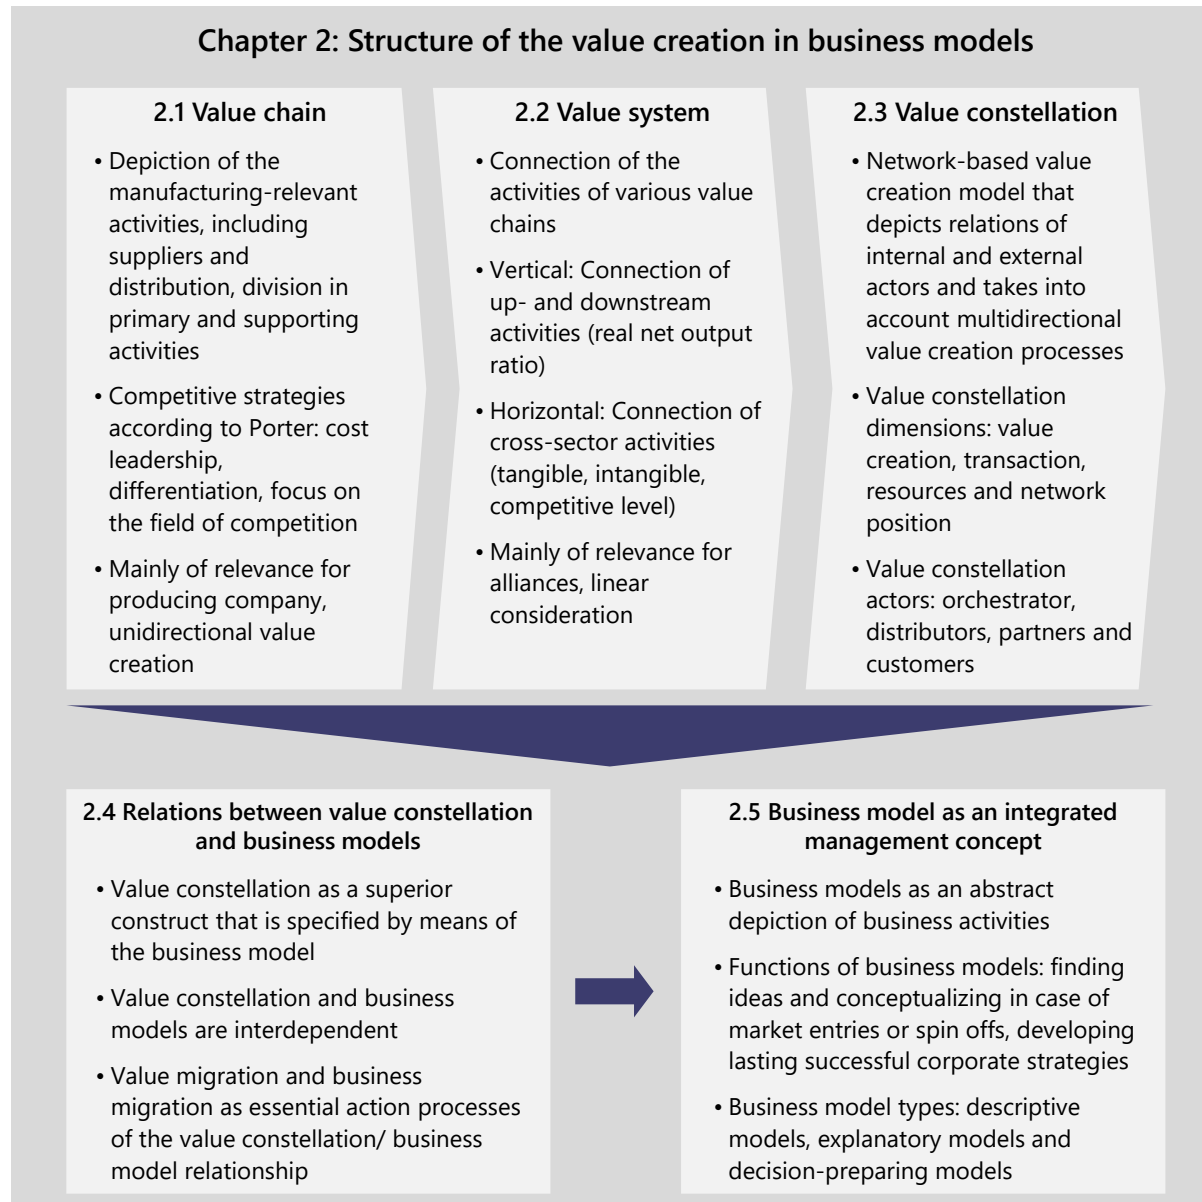 Chapter 2: Structure of the value creation in business models
2.1 Value chain
• Depiction of the
manufacturing-relevant
activities, including
suppliers and
distribution, division in
primary and supporting
activities
• Competitive strategies
according to Porter: cost
leadership,
differentiation, focus on
the field of competition
• Mainly of relevance for
producing company,
unidirectional value
creation
2.2 Value system
• Connection of the
activities of various value
chains
• Vertical: Connection of
up- and downstream
activities (real net output
ratio)
• Horizontal: Connection of
cross-sector activities
(tangible, intangible,
competitive level)
• Mainly of relevance for
alliances, linear
consideration
2.3 Value constellation
• Network-based value
creation model that
depicts relations of
internal and external
actors and takes into
account multidirectional
value creation processes
• Value constellation
dimensions: value
creation, transaction,
resources and network
position
• Value constellation
actors: orchestrator,
distributors, partners and
customers
2.4 Relations between value constellation
and business models
• Value constellation as a superior
construct that is specified by means of
the business model
• Value constellation and business
models are interdependent
• Value migration and business
migration as essential action processes
of the value constellation/ business
model relationship
2.5 Business model as an integrated
management concept
• Business models as an abstract
depiction of business activities
• Functions of business models: finding
ideas and conceptualizing in case of
market entries or spin offs, developing
lasting successful corporate strategies
• Business model types: descriptive
models, explanatory models and
decision-preparing models